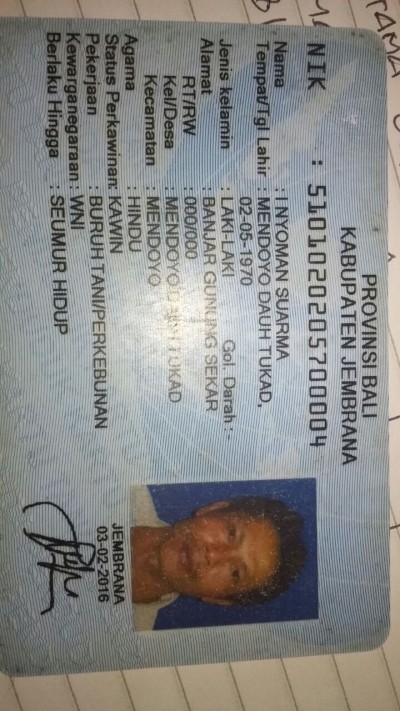 PROVINSI BALI
KABUPATEN JEMBRANA
NIK : 5101020205700004
Nama : I NYOMAN SUARMA
Tempat/Tgl Lahir : MENDOYO DAUH TUKAD,
02-05-1970
Jenis kelamin : LAKI-LAKI Gol. Darah : -
Alamat : BANJAR GUNUNG SEKAR
RT/RW : 000/000
Kel/Desa : MENDOYO TUKAD
Kecamatan : MENDOYO
Agama : HINDU
Status Perkawinan: KAWIN
Pekerjaan : BURUH TANI/PERKEBUNAN
Kewarganegaraan: WNI
Berlaku Hingga : SEUMUR HIDUP
JEMBRANA
03-02-2016